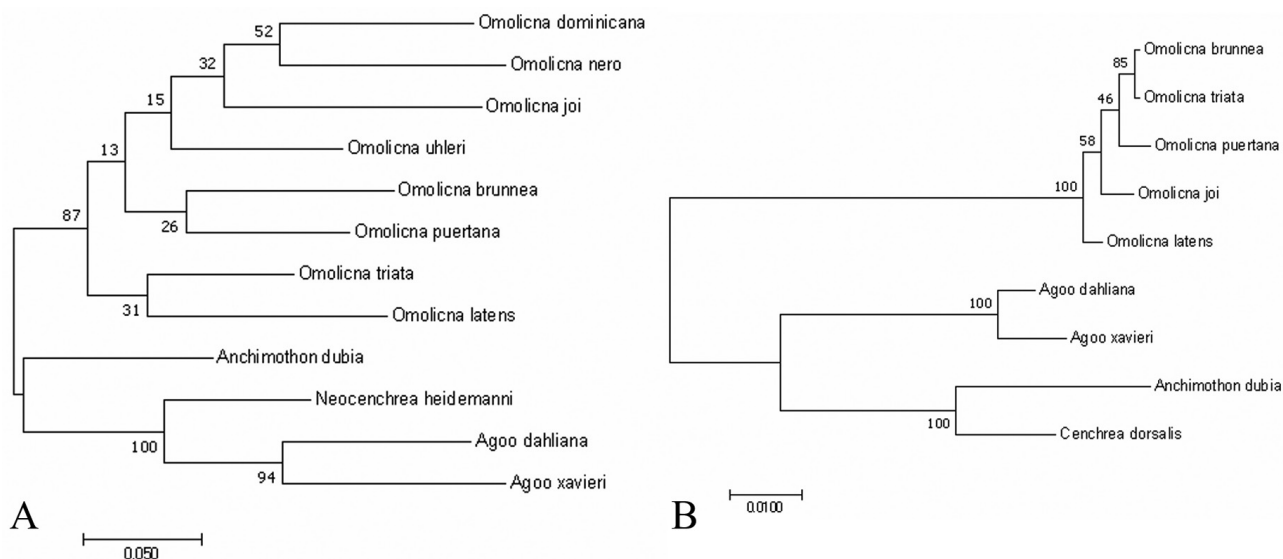 Omolicna dominicana
52
Omolicna nero
32
Omolicna joi
15
Omolicna uhleri
13
Omolicna brunnea
26
Omolicna puertana
87
Omolicna triata
31
Omolicna latens
Anchimothon dubia
Neocenchrea heidemanni
100
Agoo dahliana
94
Agoo xavieri
A
0.050
Omolicna brunnea
85
Omolicna triata
46
Omolicna puertana
58
Omolicna joi
100
Omolicna latens
Agoo dahliana
100
Agoo xavieri
Anchimothon dubia
100
Cenchrea dorsalis
0.0100
B